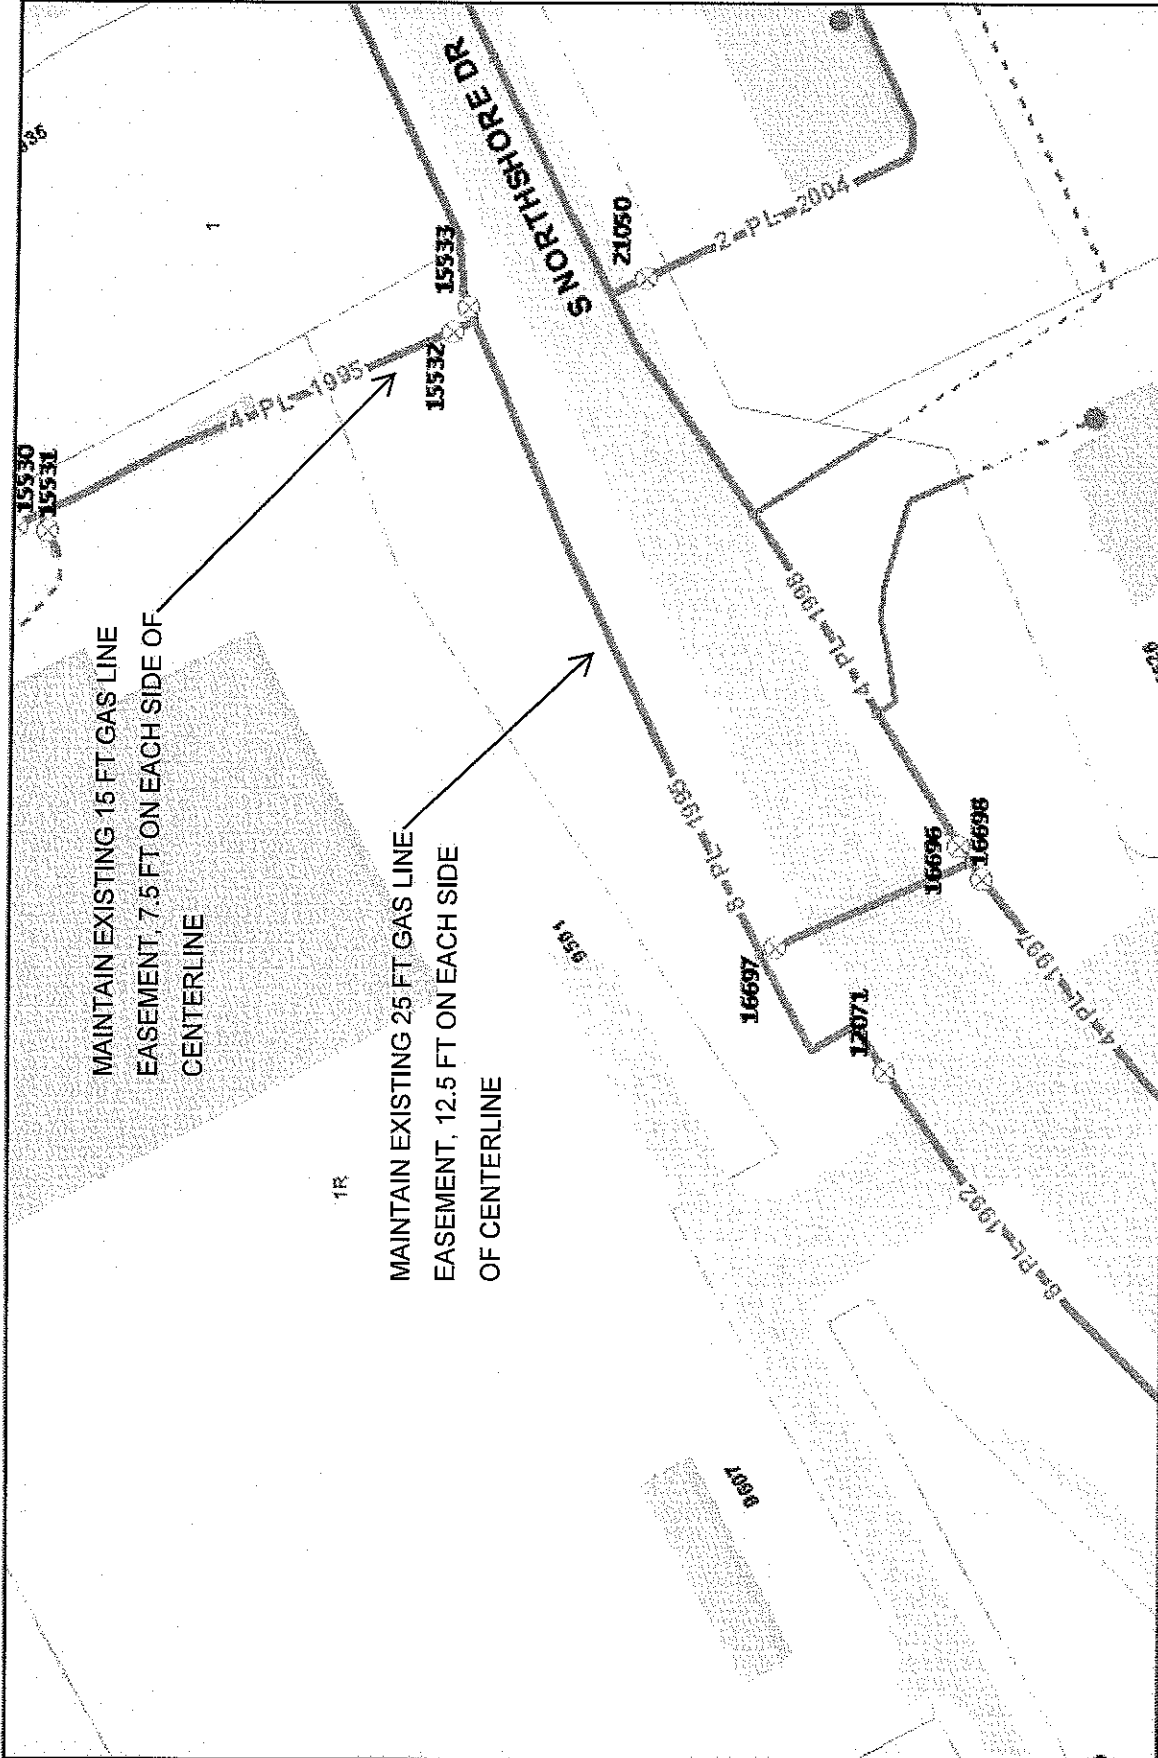 MAINTAIN EXISTING 15 FT GAS LINE
EASEMENT, 7.5 FT ON EACH SIDE OF
CENTERLINE
MAINTAIN EXISTING 25 FT GAS LINE
EASEMENT, 12.5 FT ON EACH SIDE
OF CENTERLINE
S NORTHSHORE DR
15530
15531
4-PL-1995
15532
15533
1
21050
2-PL-2004
4-PL-1998
16696
16698
4-PL-1997
16697
12071
8-PL-1995
1R
9501
9607